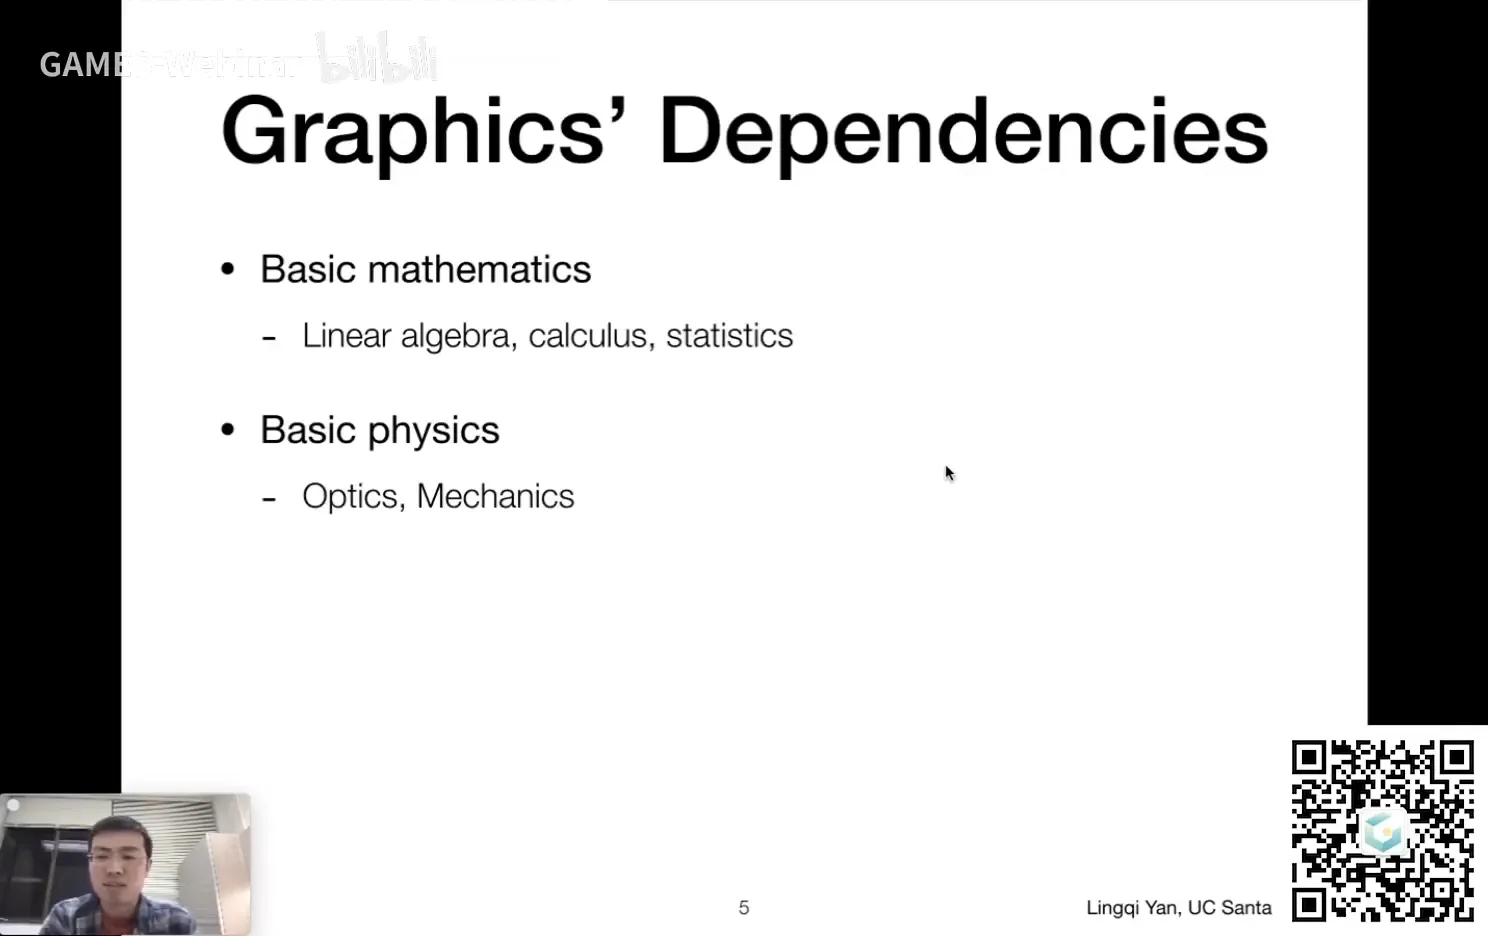 GAMES-Webinar bilibili
Graphics’ Dependencies
• Basic mathematics
- Linear algebra, calculus, statistics
• Basic physics
- Optics, Mechanics
5
Lingqi Yan, UC Santa